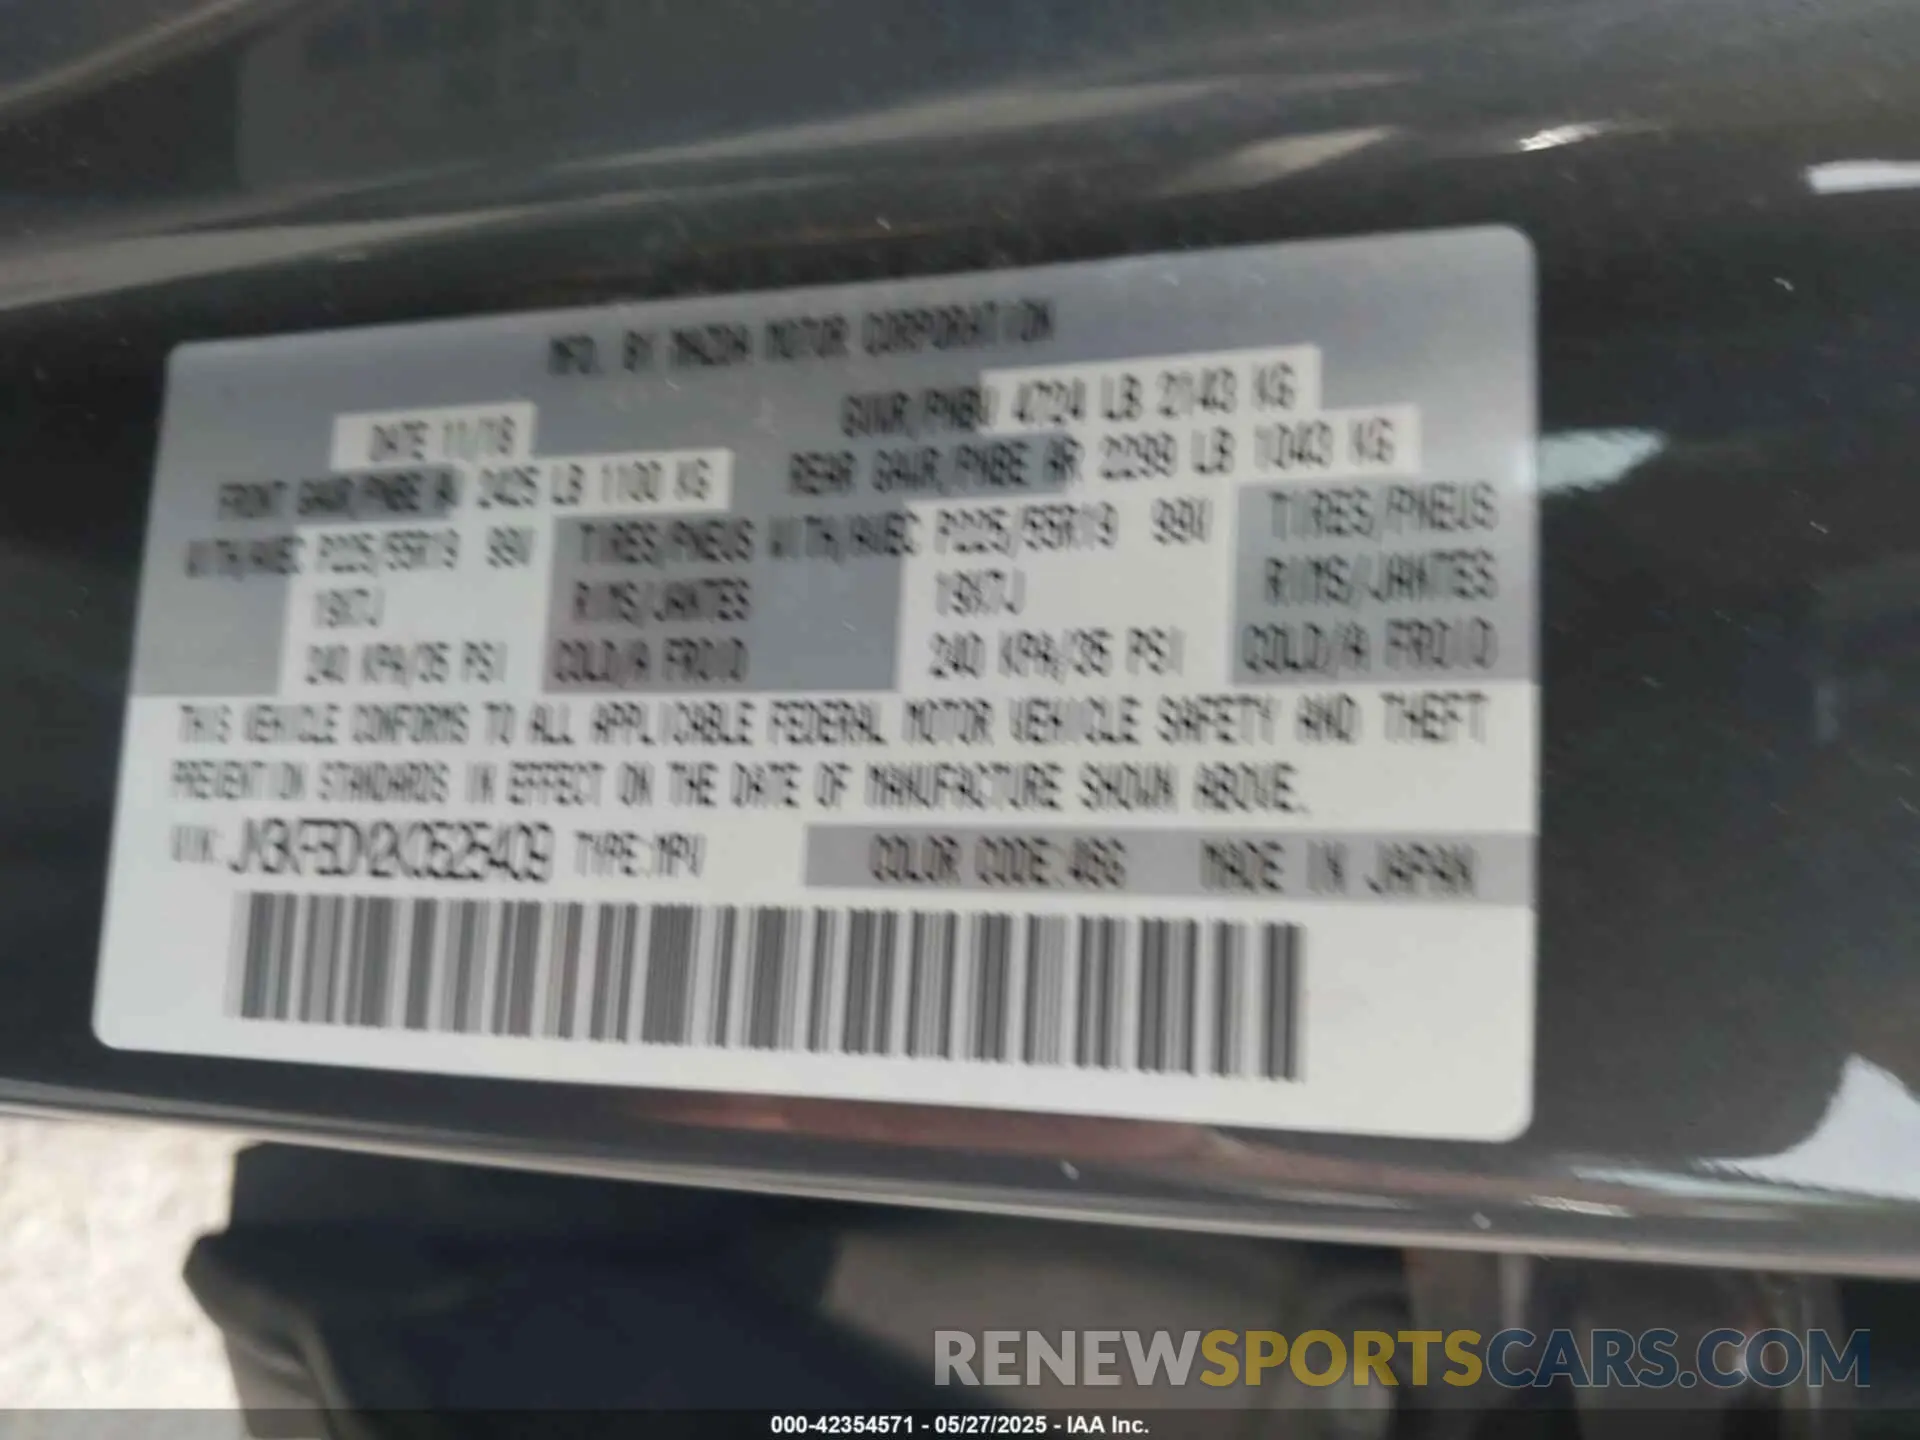 MFD. BY MAZDA MOTOR CORPORATION
DATE 11/18
GVWR/PNBV 4724 LB 2143 KG
FRONT GAWR/PNBE AV 2425 LB 1100 KG
REAR GAWR/PNBE AR 2299 LB 1043 KG
WITH/AVEC P225/55R19 99V TIRES/PNEUS WITH/AVEC P225/55R19 99V TIRES/PNEUS
19X7J RIMS/JANTES 19X7J RIMS/JANTES
240 KPA/35 PSI COLD/A FROID 240 KPA/35 PSI COLD/A FROID
THIS VEHICLE CONFORMS TO ALL APPLICABLE FEDERAL MOTOR VEHICLE SAFETY AND THEFT
PREVENTION STANDARDS IN EFFECT ON THE DATE OF MANUFACTURE SHOWN ABOVE.
VIN: TYPE:MPV COLOR CODE:46G MADE IN JAPAN
RENEWSPORTSCARS.COM
000-42354571 - 05/27/2025 - IAA Inc.